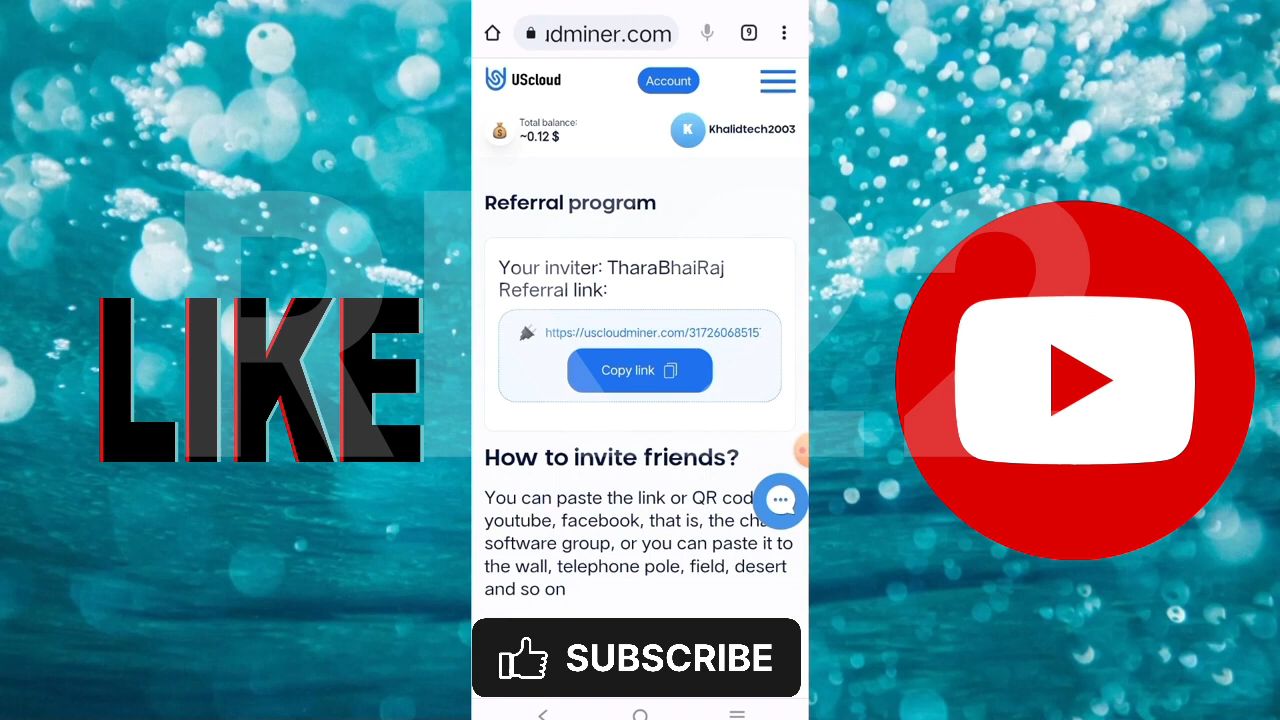 ıdminer.com
9
UScloud
Account
Total balance:
~0.12 $
K
Khalidtech2003
Referral program
Your inviter: TharaBhaiRaj
Referral link:
https://uscloudminer.com/31726068515
Copy link
How to invite friends?
You can paste the link or QR cod
youtube, facebook, that is, the cha
software group, or you can paste it to
the wall, telephone pole, field, desert
and so on
LIKE
SUBSCRIBE